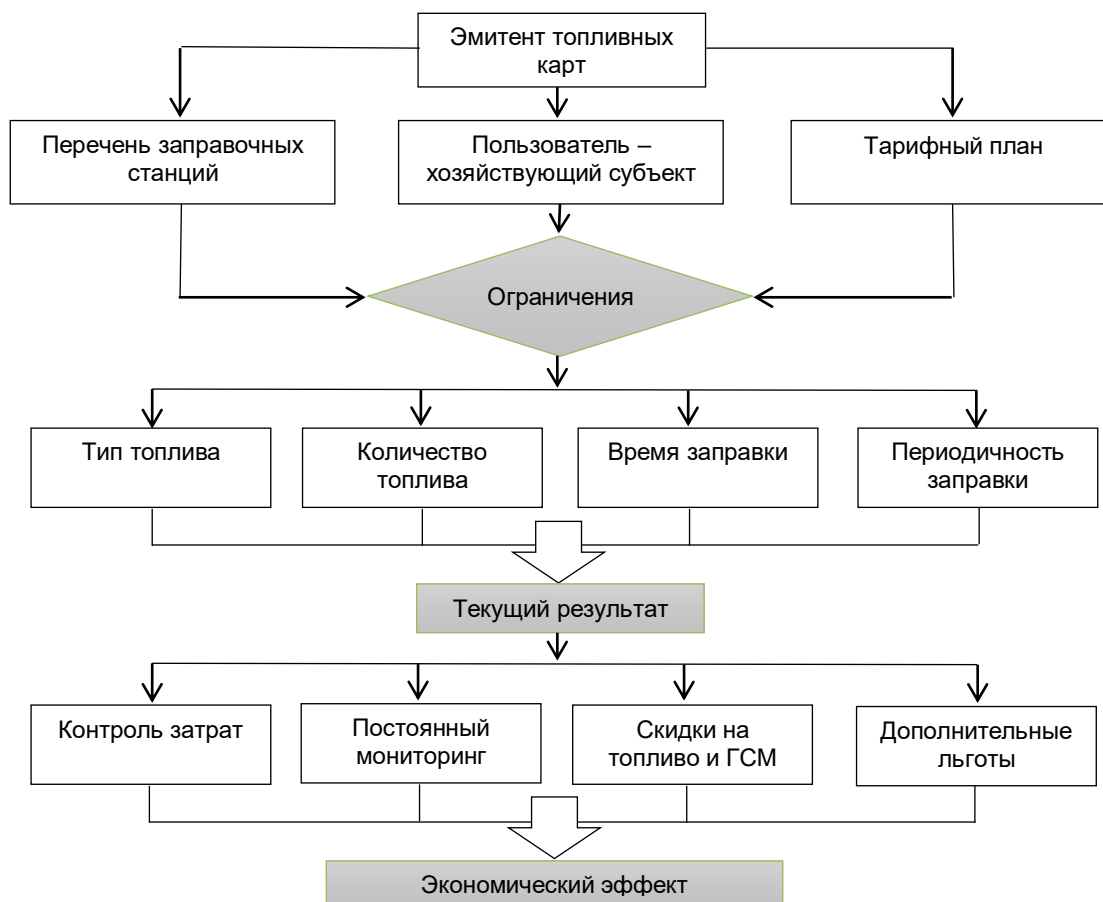 Эмитент топливных
карт
Перечень заправочных
станций
Пользователь –
хозяйствующий субъект
Тарифный план
Ограничения
Тип топлива
Количество
топлива
Время заправки
Периодичность
заправки
Текущий результат
Контроль затрат
Постоянный
мониторинг
Скидки на
топливо и ГСМ
Дополнительные
льготы
Экономический эффект